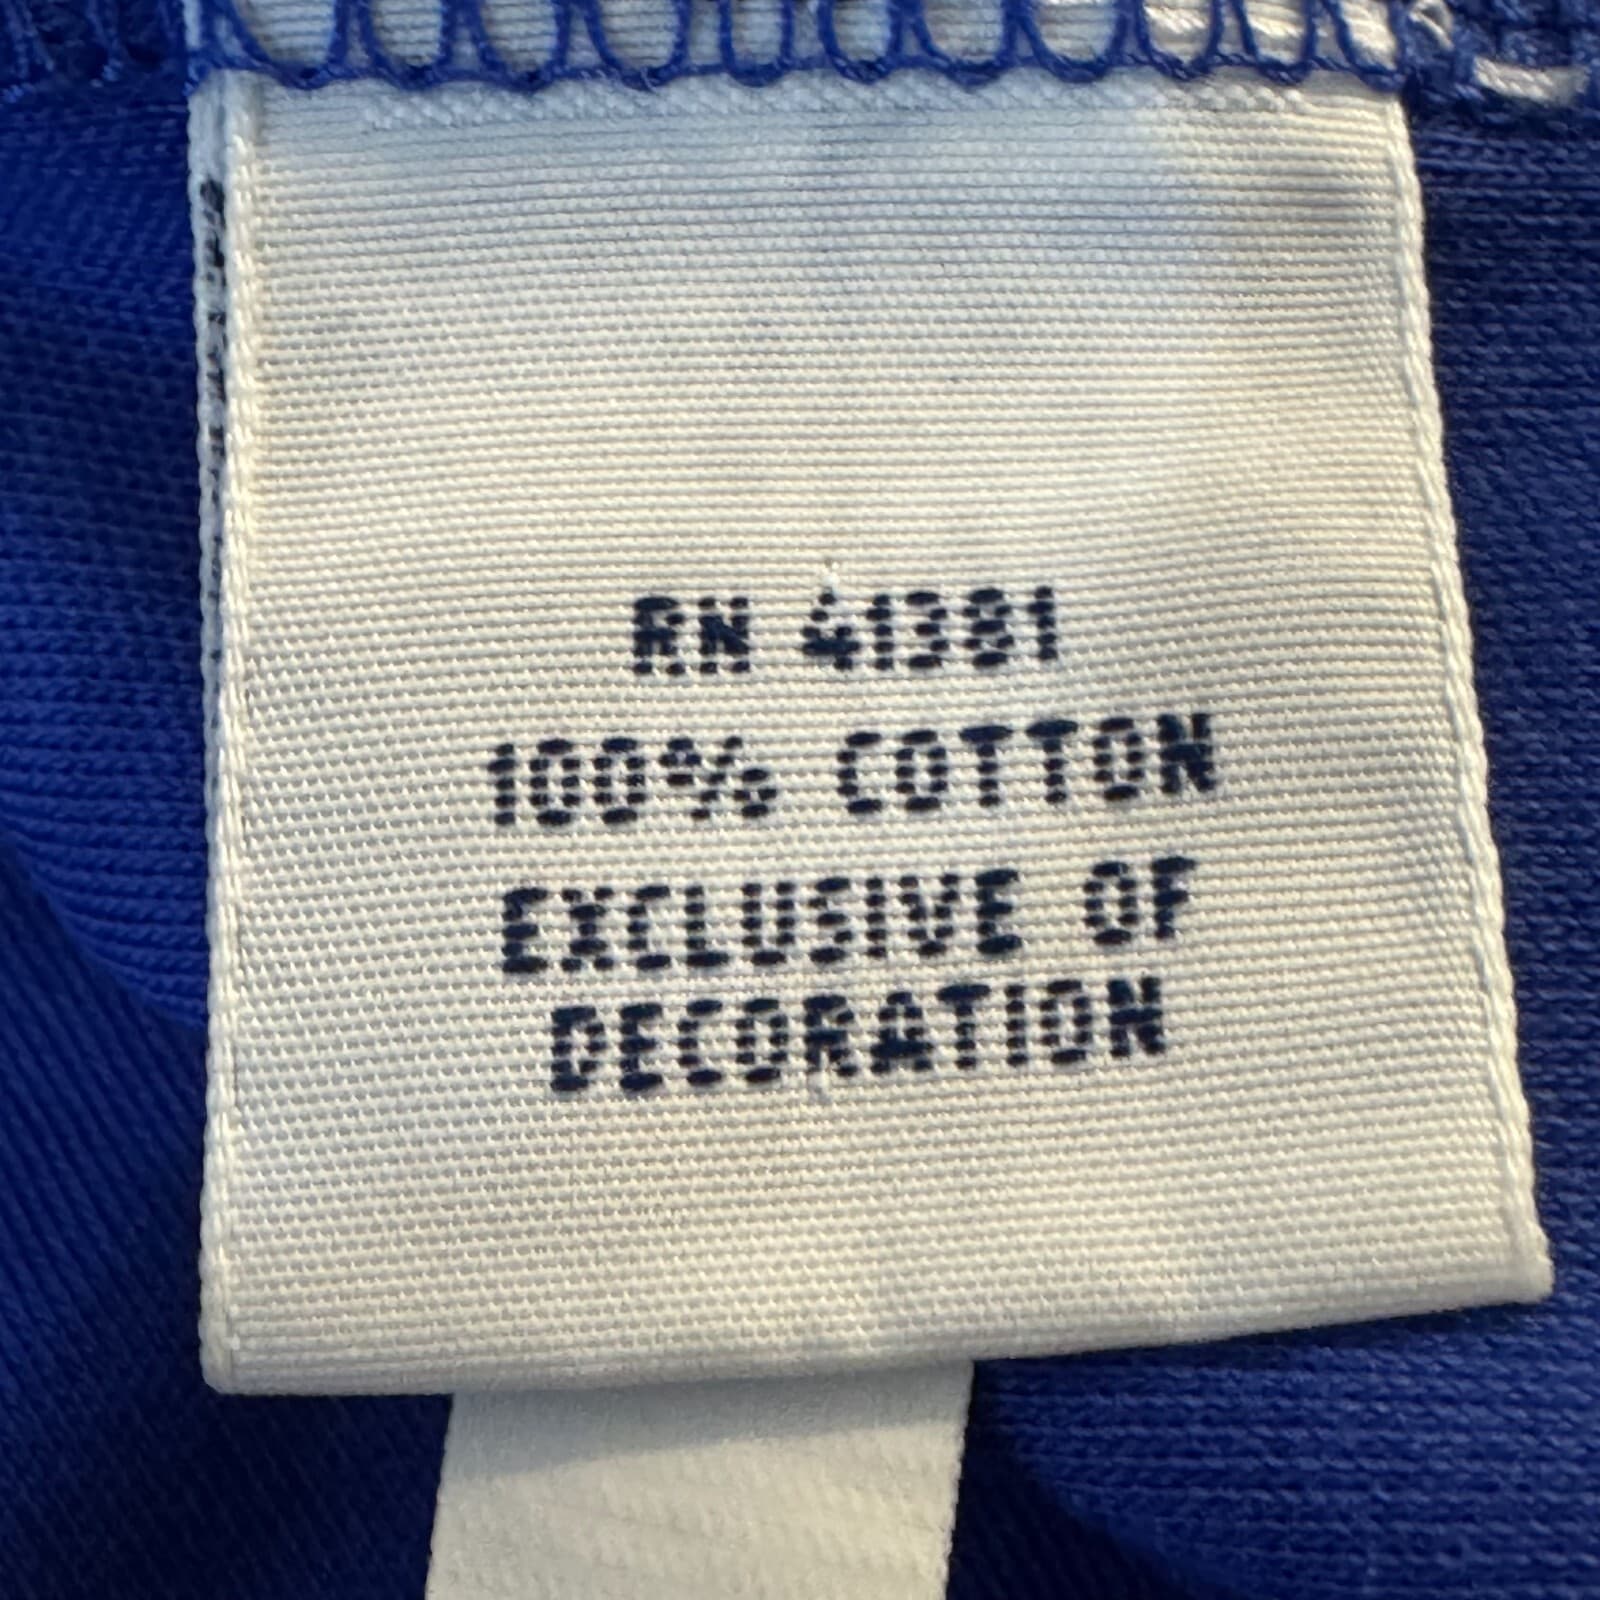 RN 41381
100% COTTON
EXCLUSIVE OF
DECORATION